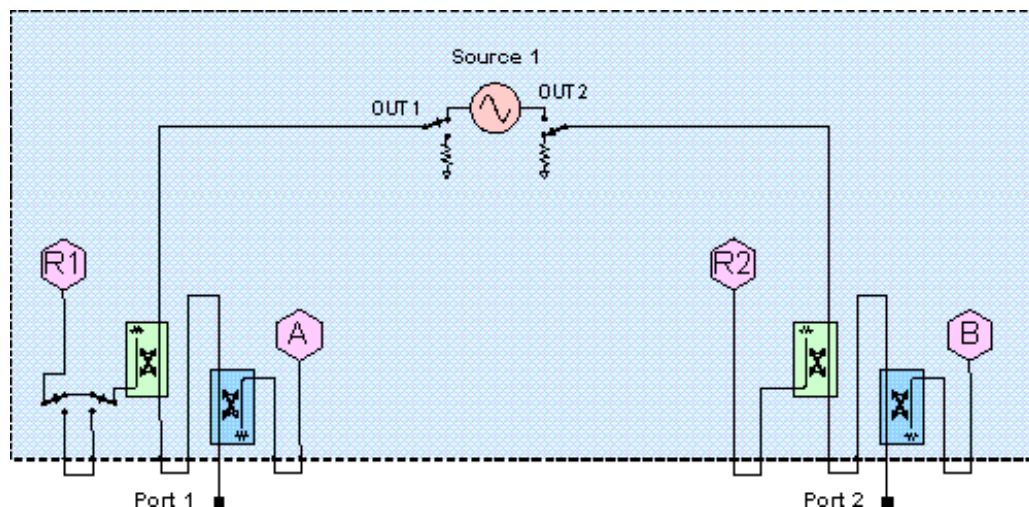 Source 1
OUT 1
OUT 2
R1
R2
A
B
Port 1
Port 2